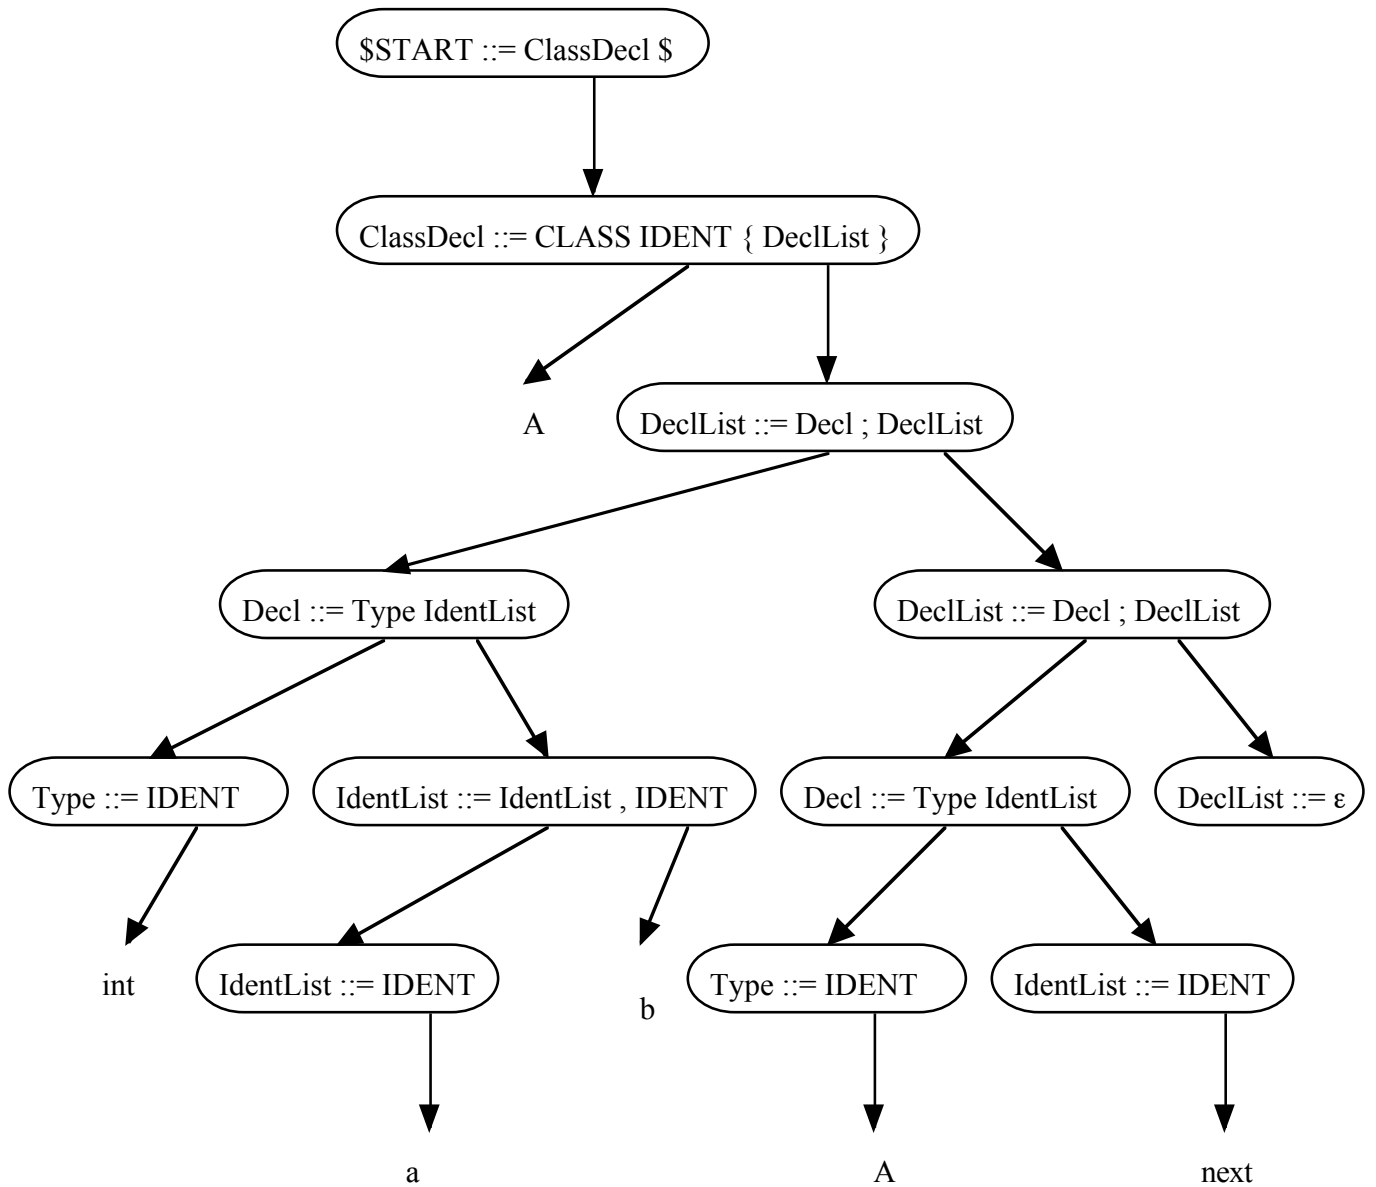 $START ::= ClassDecl $
ClassDecl ::= CLASS IDENT { DeclList }
A
DeclList ::= Decl ; DeclList
Decl ::= Type IdentList
DeclList ::= Decl ; DeclList
Type ::= IDENT
IdentList ::= IdentList , IDENT
Decl ::= Type IdentList
DeclList ::= ε
int
IdentList ::= IDENT
b
Type ::= IDENT
IdentList ::= IDENT
a
A
next